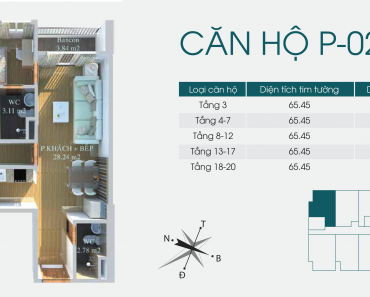 CĂN HỘ P-02
Loại căn hộ Diện tích tim tường
Tầng 3 65.45
Tầng 4-7 65.45
Tầng 8-12 65.45
Tầng 13-17 65.45
Tầng 18-20 65.45
Bancon
3.84 m2
WC
3.11 m2
P.KHÁCH + BẾP
28.24 m2
WC
2.78 m2
T
N
B
Đ